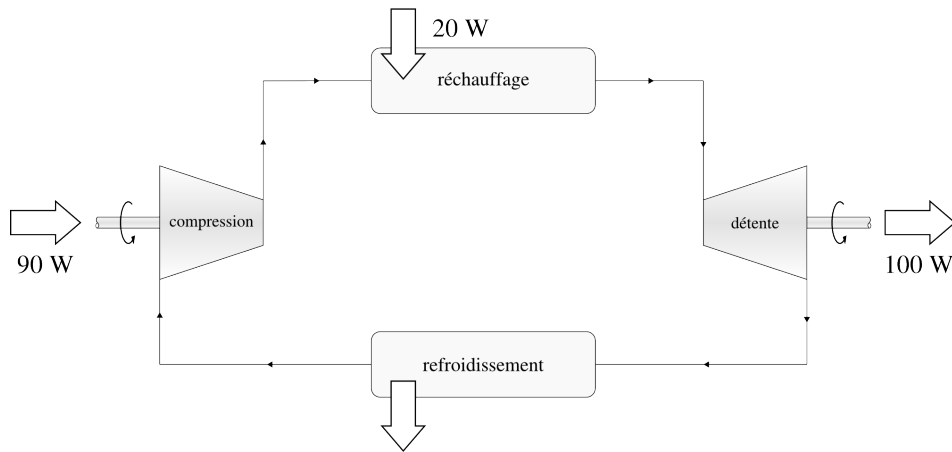 20 W
réchauffage
compression
détente
90 W
100 W
refroidissement